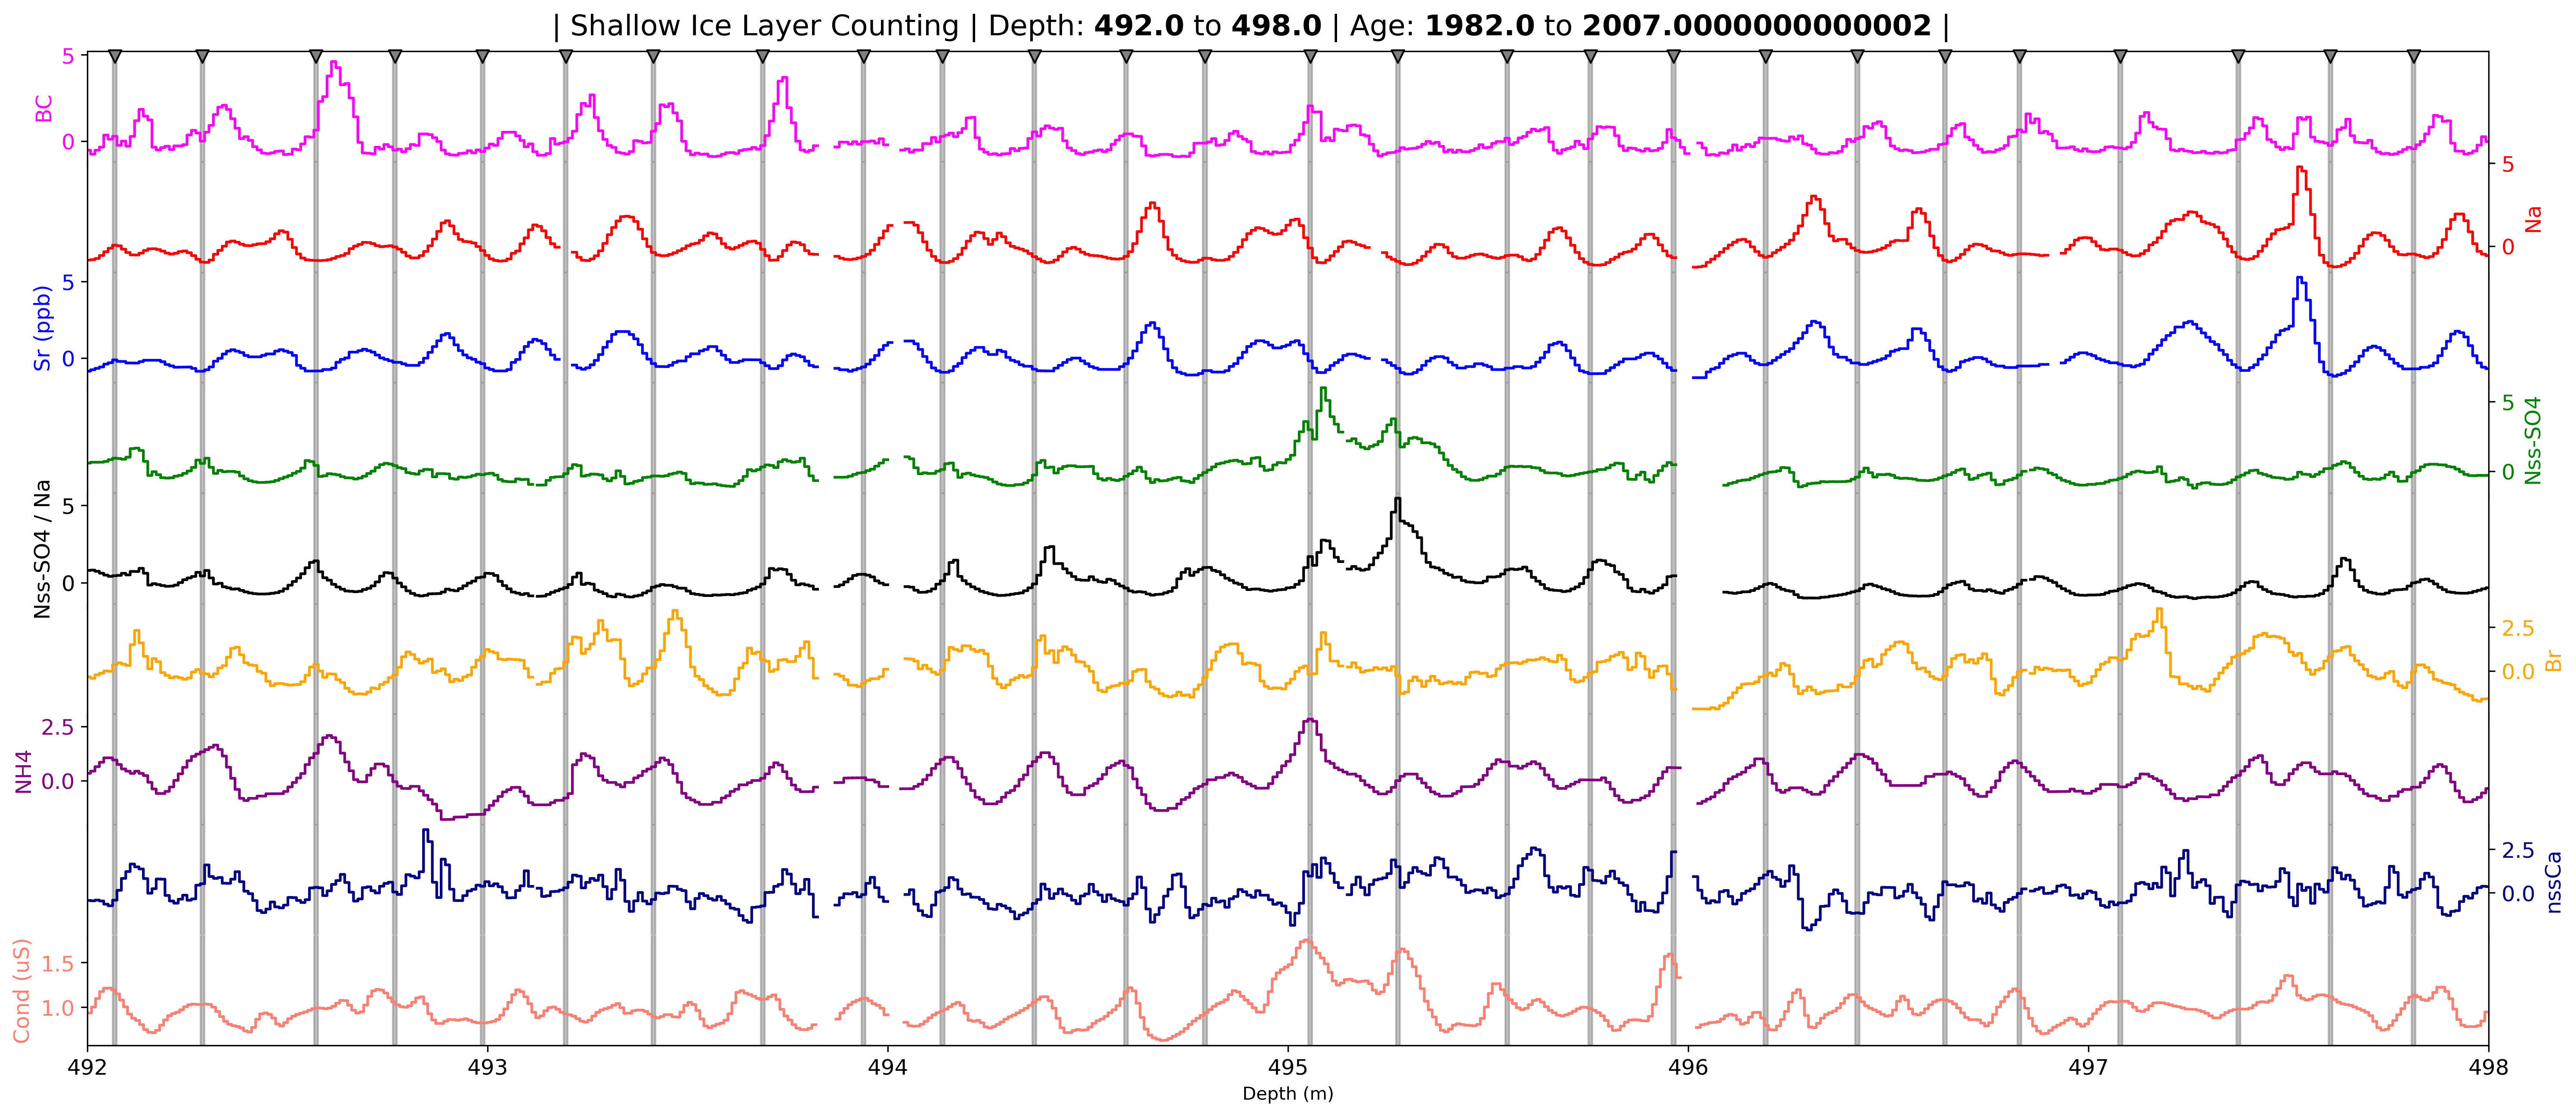 | Shallow Ice Layer Counting | Depth: 492.0 to 498.0 | Age: 1982.0 to 2007.0000000000002 |
BC
5
0
Na
5
0
Sr (ppb)
5
0
Nss-SO4
5
0
Nss-SO4 / Na
5
0
Br
2.5
0.0
NH4
2.5
0.0
nssCa
2.5
0.0
Cond (uS)
1.5
1.0
492 493 494 495 496 497 498
Depth (m)